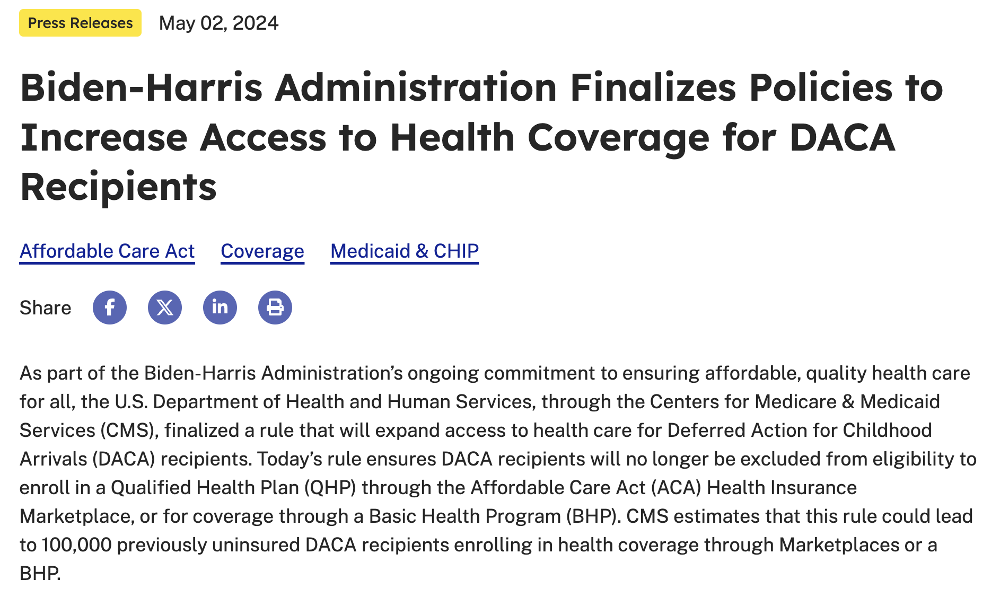 Press Releases May 02, 2024
Biden-Harris Administration Finalizes Policies to
Increase Access to Health Coverage for DACA
Recipients
Affordable Care Act Coverage Medicaid & CHIP
Share
As part of the Biden-Harris Administration’s ongoing commitment to ensuring affordable, quality health care
for all, the U.S. Department of Health and Human Services, through the Centers for Medicare & Medicaid
Services (CMS), finalized a rule that will expand access to health care for Deferred Action for Childhood
Arrivals (DACA) recipients. Today’s rule ensures DACA recipients will no longer be excluded from eligibility to
enroll in a Qualified Health Plan (QHP) through the Affordable Care Act (ACA) Health Insurance
Marketplace, or for coverage through a Basic Health Program (BHP). CMS estimates that this rule could lead
to 100,000 previously uninsured DACA recipients enrolling in health coverage through Marketplaces or a
BHP.